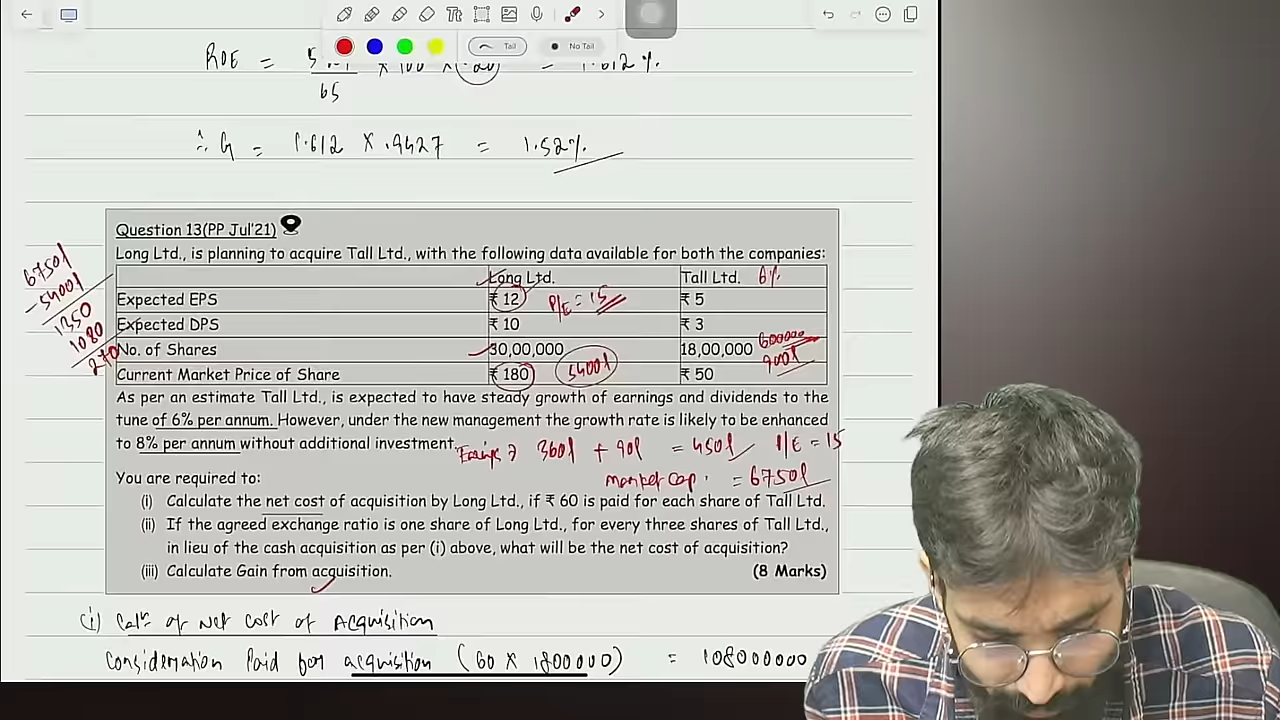 Tt
Tail
No Tail
ROE = × 100 × = 1.612 %.
65
∴ G = 1.612 × .9427 = 1.52%
Question 13(PP Jul'21)
Long Ltd., is planning to acquire Tall Ltd., with the following data available for both the companies:
Long Ltd. Tall Ltd. 6%
Expected EPS ₹ 12 P/E = 15 ₹ 5
Expected DPS ₹ 10 ₹ 3
No. of Shares 30,00,000 18,00,000 600000
Current Market Price of Share ₹ 180 5400l ₹ 50 900l
6750l
5400l
1350
1080
270
As per an estimate Tall Ltd., is expected to have steady growth of earnings and dividends to the
tune of 6% per annum. However, under the new management the growth rate is likely to be enhanced
to 8% per annum without additional investment.
360l + 90l = 450l P/E = 15
You are required to:
market cap. = 6750l
(i) Calculate the net cost of acquisition by Long Ltd., if ₹ 60 is paid for each share of Tall Ltd.
(ii) If the agreed exchange ratio is one share of Long Ltd., for every three shares of Tall Ltd.,
in lieu of the cash acquisition as per (i) above, what will be the net cost of acquisition?
(iii) Calculate Gain from acquisition. (8 Marks)
(i) Calⁿ of Net Cost of Acquisition
Consideration Paid for acquisition (60 × 1800000) = 108000000